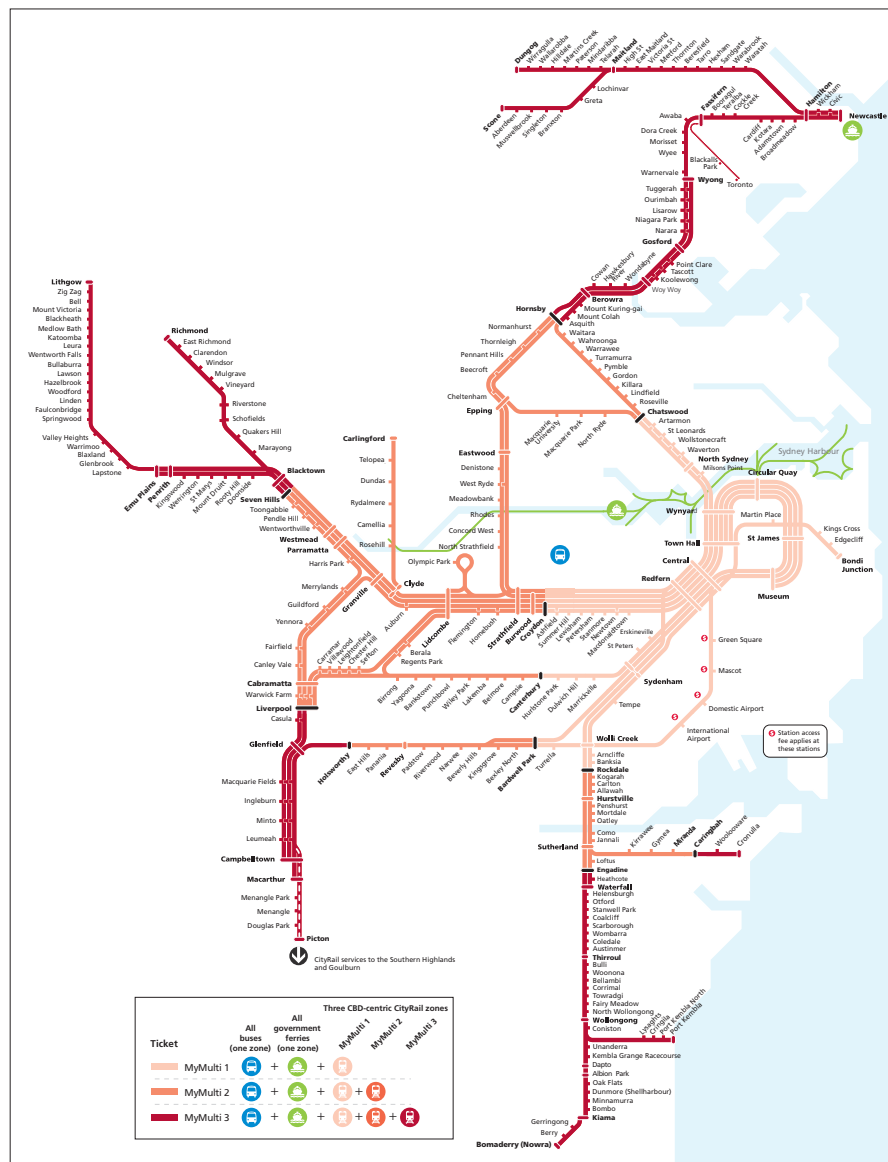 Dungog
Wirragulla
Wallarobba
Hilldale
Martins Creek
Paterson
Mindaribba
Telarah
Maitland
High St
East Maitland
Victoria St
Metford
Thornton
Beresfield
Tarro
Hexham
Sandgate
Warabrook
Waratah
Hamilton
Wickham
Civic
Newcastle
Lochinvar
Greta
Branxton
Singleton
Muswellbrook
Aberdeen
Scone
Fassifern
Booragul
Teralba
Cockle
Creek
Cardiff
Kotara
Adamstown
Broadmeadow
Awaba
Dora Creek
Morisset
Wyee
Warnervale
Blackalls
Park
Toronto
Wyong
Tuggerah
Ourimbah
Lisarow
Niagara Park
Narara
Gosford
Point Clare
Tascott
Koolewong
Woy Woy
Wondabyne
Hawkesbury
River
Cowan
Berowra
Mount Kuring-gai
Mount Colah
Asquith
Hornsby
Waitara
Wahroonga
Warrawee
Turramurra
Pymble
Gordon
Killara
Lindfield
Roseville
Chatswood
Artarmon
St Leonards
Wollstonecraft
Waverton
North Sydney
Milsons Point
Normanhurst
Thornleigh
Pennant Hills
Beecroft
Cheltenham
Epping
Macquarie
University
Macquarie Park
North Ryde
Eastwood
Denistone
West Ryde
Meadowbank
Rhodes
Concord West
North Strathfield
Lithgow
Zig Zag
Bell
Mount Victoria
Blackheath
Medlow Bath
Katoomba
Leura
Wentworth Falls
Bullaburra
Lawson
Hazelbrook
Woodford
Linden
Faulconbridge
Springwood
Valley Heights
Warrimoo
Blaxland
Glenbrook
Lapstone
Emu Plains
Penrith
Kingswood
Werrington
St Marys
Mount Druitt
Rooty Hill
Doonside
Richmond
East Richmond
Clarendon
Windsor
Mulgrave
Vineyard
Riverstone
Schofields
Quakers Hill
Marayong
Blacktown
Seven Hills
Toongabbie
Pendle Hill
Wentworthville
Westmead
Parramatta
Harris Park
Granville
Carlingford
Telopea
Dundas
Rydalmere
Camellia
Rosehill
Clyde
Auburn
Lidcombe
Olympic Park
Flemington
Homebush
Strathfield
Burwood
Croydon
Ashfield
Summer Hill
Lewisham
Petersham
Stanmore
Newtown
Macdonaldtown
Erskineville
St Peters
Sydney Harbour
Circular Quay
Wynyard
Martin Place
Kings Cross
Edgecliff
Bondi
Junction
Town Hall
St James
Central
Redfern
Museum
Green Square
Mascot
Domestic Airport
International
Airport
Station access
fee applies at
these stations
Merrylands
Guildford
Yennora
Fairfield
Canley Vale
Carramar
Villawood
Leightonfield
Chester Hill
Sefton
Berala
Regents Park
Birrong
Yagoona
Bankstown
Punchbowl
Wiley Park
Lakemba
Belmore
Campsie
Canterbury
Hurlstone Park
Dulwich Hill
Marrickville
Sydenham
Tempe
Cabramatta
Warwick Farm
Liverpool
Casula
Glenfield
Holsworthy
East Hills
Panania
Revesby
Padstow
Riverwood
Narwee
Beverly Hills
Kingsgrove
Bexley North
Bardwell Park
Turrella
Wolli Creek
Arncliffe
Banksia
Rockdale
Kogarah
Carlton
Allawah
Hurstville
Penshurst
Mortdale
Oatley
Como
Jannali
Sutherland
Kirrawee
Gymea
Miranda
Caringbah
Woolooware
Cronulla
Loftus
Engadine
Heathcote
Waterfall
Helensburgh
Otford
Stanwell Park
Coalcliff
Scarborough
Wombarra
Coledale
Austinmer
Thirroul
Bulli
Woonona
Bellambi
Corrimal
Towradgi
Fairy Meadow
North Wollongong
Wollongong
Coniston
Lysaghts
Cringila
Port Kembla North
Port Kembla
Unanderra
Kembla Grange Racecourse
Dapto
Albion Park
Oak Flats
Dunmore (Shellharbour)
Minnamurra
Bombo
Kiama
Gerringong
Berry
Bomaderry (Nowra)
Macquarie Fields
Ingleburn
Minto
Leumeah
Campbelltown
Macarthur
Menangle Park
Menangle
Douglas Park
Picton
CityRail services to the Southern Highlands
and Goulburn
Three CBD-centric CityRail zones
Ticket
All
buses
(one zone)
All
government
ferries
(one zone)
MyMulti 1
MyMulti 2
MyMulti 3
MyMulti 1 + +
MyMulti 2 + + +
MyMulti 3 + + + +